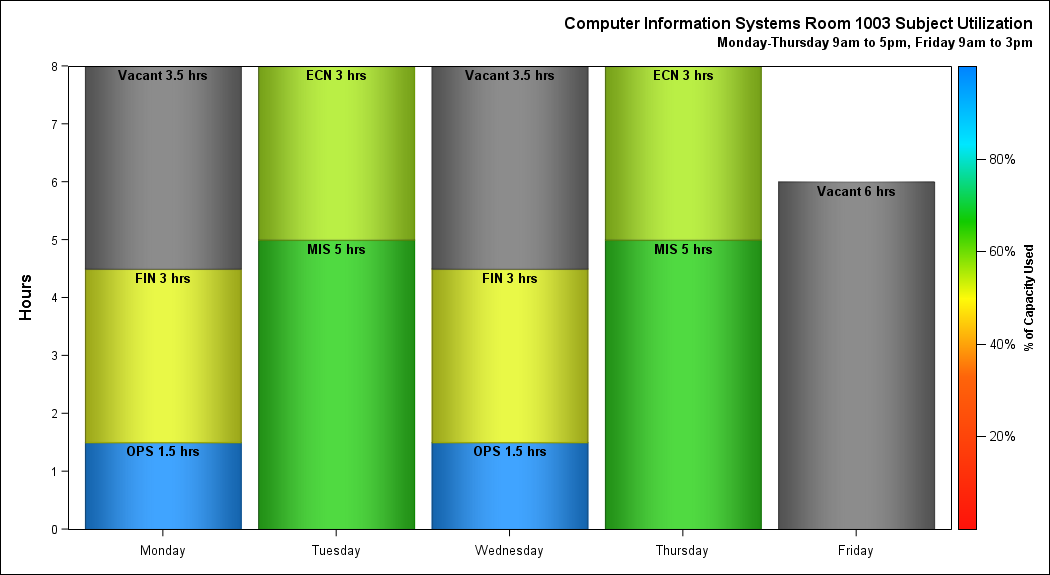 Computer Information Systems Room 1003 Subject Utilization
Monday-Thursday 9am to 5pm, Friday 9am to 3pm
Hours
8
7
6
5
4
3
2
1
0
Vacant 3.5 hrs
FIN 3 hrs
OPS 1.5 hrs
ECN 3 hrs
MIS 5 hrs
Vacant 3.5 hrs
FIN 3 hrs
OPS 1.5 hrs
ECN 3 hrs
MIS 5 hrs
Vacant 6 hrs
Monday
Tuesday
Wednesday
Thursday
Friday
80%
60%
40%
20%
% of Capacity Used